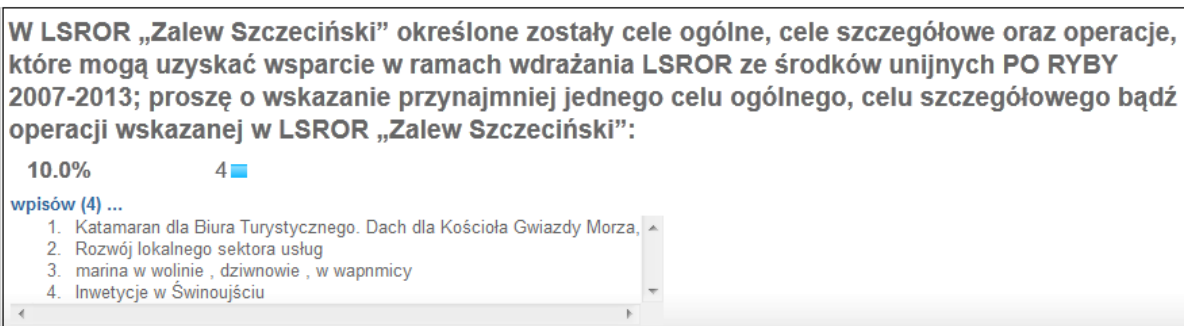 W LSROR „Zalew Szczeciński” określone zostały cele ogólne, cele szczegółowe oraz operacje,
które mogą uzyskać wsparcie w ramach wdrażania LSROR ze środków unijnych PO RYBY
2007-2013; proszę o wskazanie przynajmniej jednego celu ogólnego, celu szczegółowego bądź
operacji wskazanej w LSROR „Zalew Szczeciński”:
10.0% 4
wpisów (4) ...
1. Katamaran dla Biura Turystycznego. Dach dla Kościoła Gwiazdy Morza,
2. Rozwój lokalnego sektora usług
3. marina w wolinie , dziwnowie , w wapnmicy
4. Inwetycje w Świnoujściu